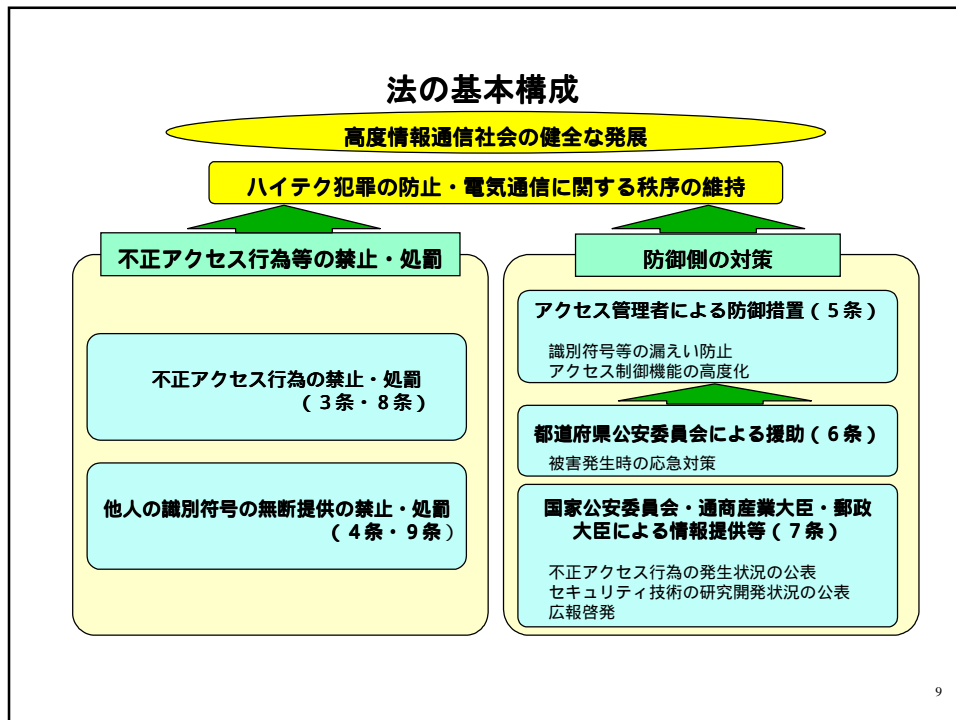 法の基本構成
高度情報通信社会の健全な発展
ハイテク犯罪の防止・電気通信に関する秩序の維持
不正アクセス行為等の禁止・処罰
不正アクセス行為の禁止・処罰
(３条・８条)
他人の識別符号の無断提供の禁止・処罰
(４条・９条)
防御側の対策
アクセス管理者による防御措置(５条)
識別符号等の漏えい防止
アクセス制御機能の高度化
都道府県公安委員会による援助(６条)
被害発生時の応急対策
国家公安委員会・通商産業大臣・郵政
大臣による情報提供等(７条)
不正アクセス行為の発生状況の公表
セキュリティ技術の研究開発状況の公表
広報啓発
9